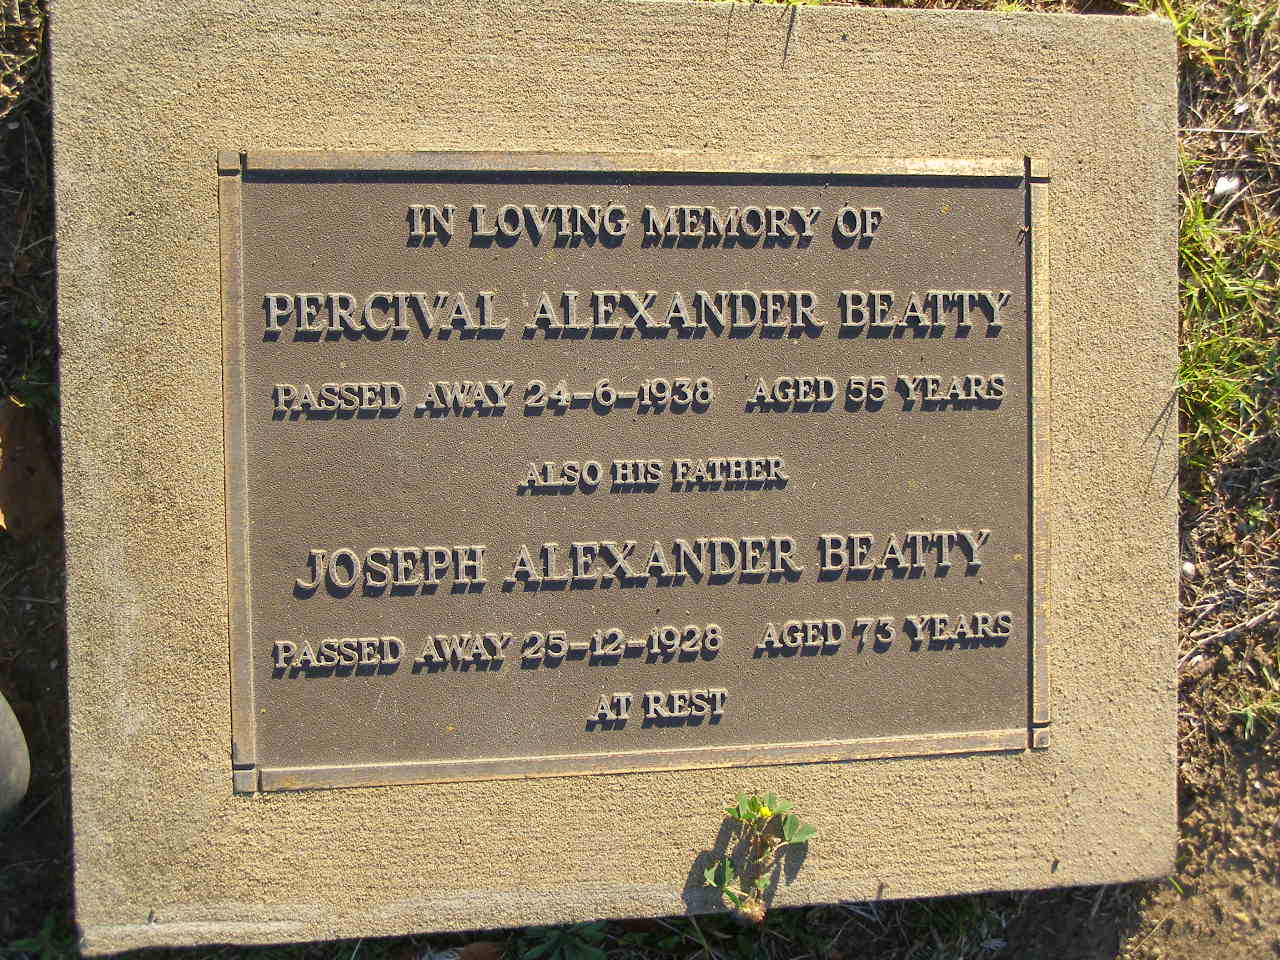 IN LOVING MEMORY OF
PERCIVAL ALEXANDER BEATTY
PASSED AWAY 24-6-1938 AGED 55 YEARS
ALSO HIS FATHER
JOSEPH ALEXANDER BEATTY
PASSED AWAY 25-12-1928 AGED 73 YEARS
AT REST